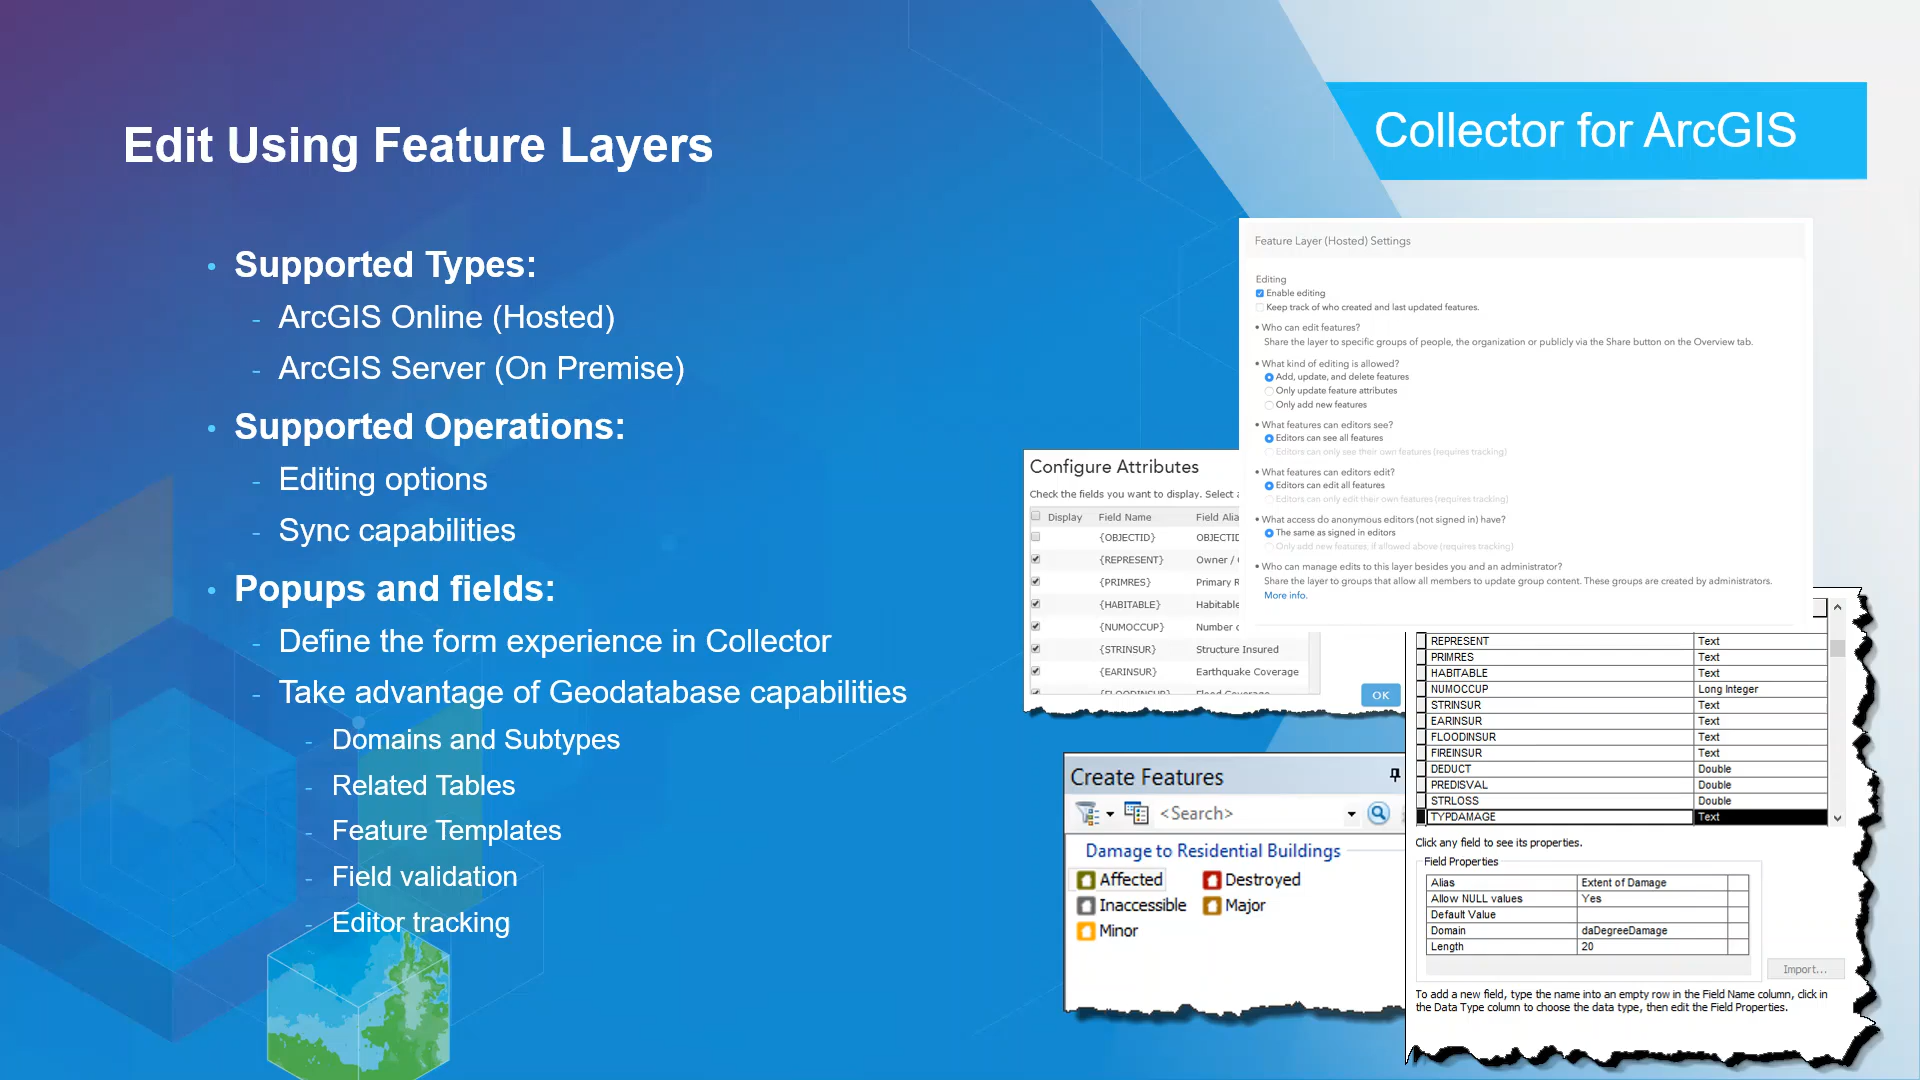 Edit Using Feature Layers
Collector for ArcGIS
• Supported Types:
- ArcGIS Online (Hosted)
- ArcGIS Server (On Premise)
• Supported Operations:
- Editing options
- Sync capabilities
• Popups and fields:
- Define the form experience in Collector
- Take advantage of Geodatabase capabilities
- Domains and Subtypes
- Related Tables
- Feature Templates
- Field validation
- Editor tracking
Feature Layer (Hosted) Settings
Editing
Enable editing
Keep track of who created and last updated features.
• Who can edit features?
Share the layer to specific groups of people, the organization or publicly via the Share button on the Overview tab.
• What kind of editing is allowed?
Add, update, and delete features
Only update feature attributes
Only add new features
• What features can editors see?
Editors can see all features
Editors can only see their own features (requires tracking)
• What features can editors edit?
Editors can edit all features
Editors can only edit their own features (requires tracking)
• What access do anonymous editors (not signed in) have?
The same as signed in editors
Only add new features, if allowed above (requires tracking)
• Who can manage edits to this layer besides you and an administrator?
Share the layer to groups that allow all members to update group content. These groups are created by administrators.
More info.
Configure Attributes
Check the fields you want to display. Select a
Display Field Name Field Alia
{OBJECTID} OBJECTID
{REPRESENT} Owner /
{PRIMRES} Primary R
{HABITABLE} Habitable
{NUMOCCUP} Number
{STRINSUR} Structure Insured
{EARINSUR} Earthquake Coverage
{FLOODINSUR} Flood Coverage
OK
Create Features
<Search>
Damage to Residential Buildings
Affected Destroyed
Inaccessible Major
Minor
REPRESENT Text
PRIMRES Text
HABITABLE Text
NUMOCCUP Long Integer
STRINSUR Text
EARINSUR Text
FLOODINSUR Text
FIREINSUR Text
DEDUCT Double
PREDISVAL Double
STRLOSS Double
TYPDAMAGE Text
Click any field to see its properties.
Field Properties
Alias Extent of Damage
Allow NULL values Yes
Default Value
Domain daDegreeDamage
Length 20
Import...
To add a new field, type the name into an empty row in the Field Name column, click in
the Data Type column to choose the data type, then edit the Field Properties.